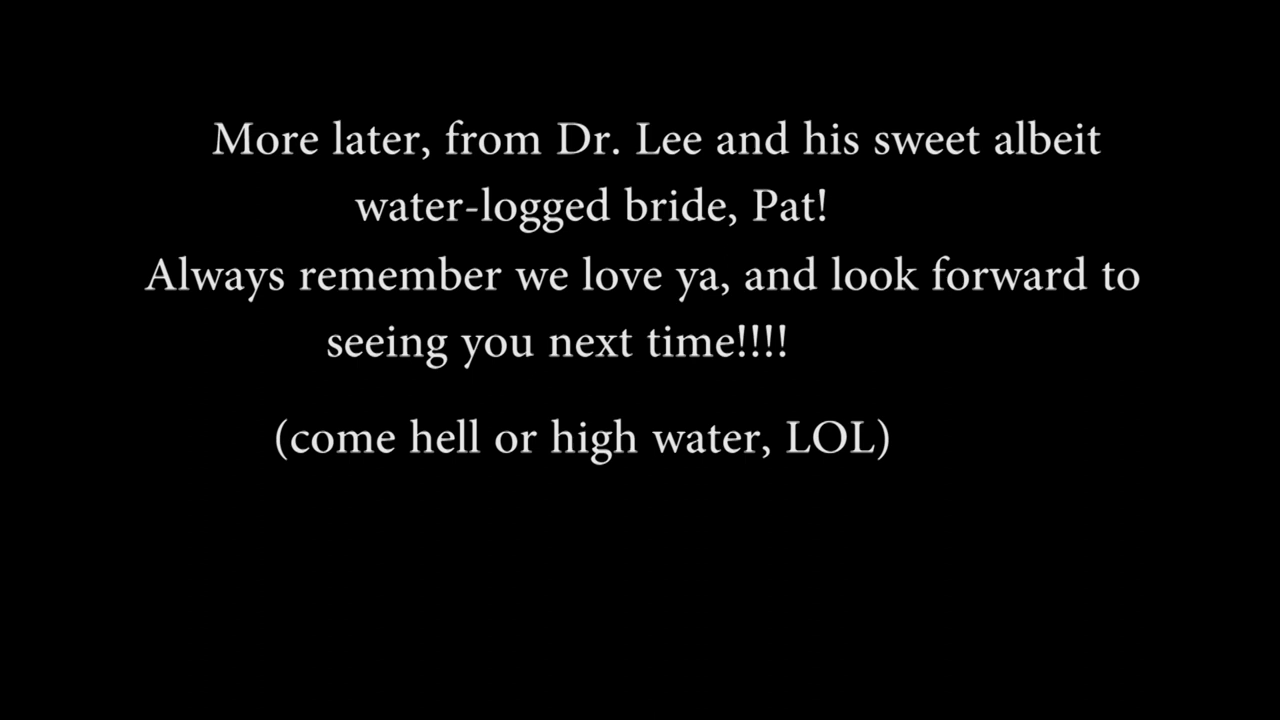 More later, from Dr. Lee and his sweet albeit
water-logged bride, Pat!
Always remember we love ya, and look forward to
seeing you next time!!!!
(come hell or high water, LOL)